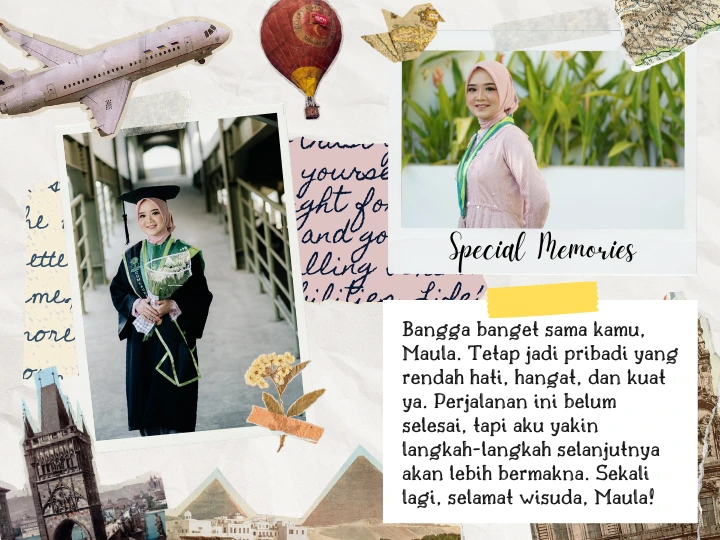 Special Memories
Bangga banget sama kamu,
Maula. Tetap jadi pribadi yang
rendah hati, hangat, dan kuat
ya. Perjalanan ini belum
selesai, tapi aku yakin
langkah-langkah selanjutnya
akan lebih bermakna. Sekali
lagi, selamat wisuda, Maula!